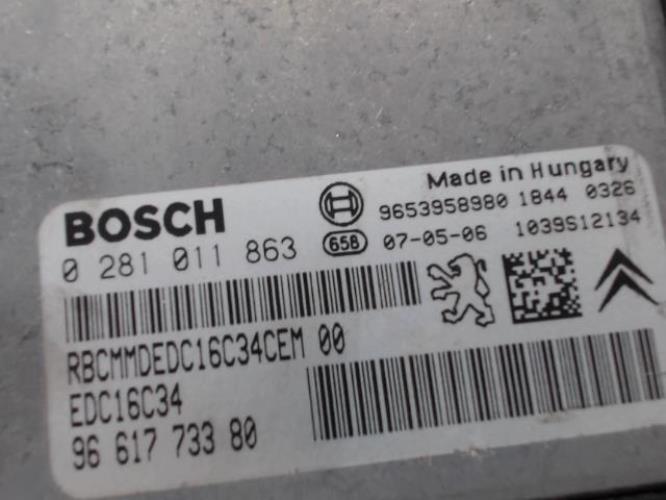 Made in Hungary
BOSCH 9653958980 1844 0326
0 281 011 863 658 07-05-06 1039S12134
RBCMMDEDC16C34CEM 00
EDC16C34
96 617 733 80